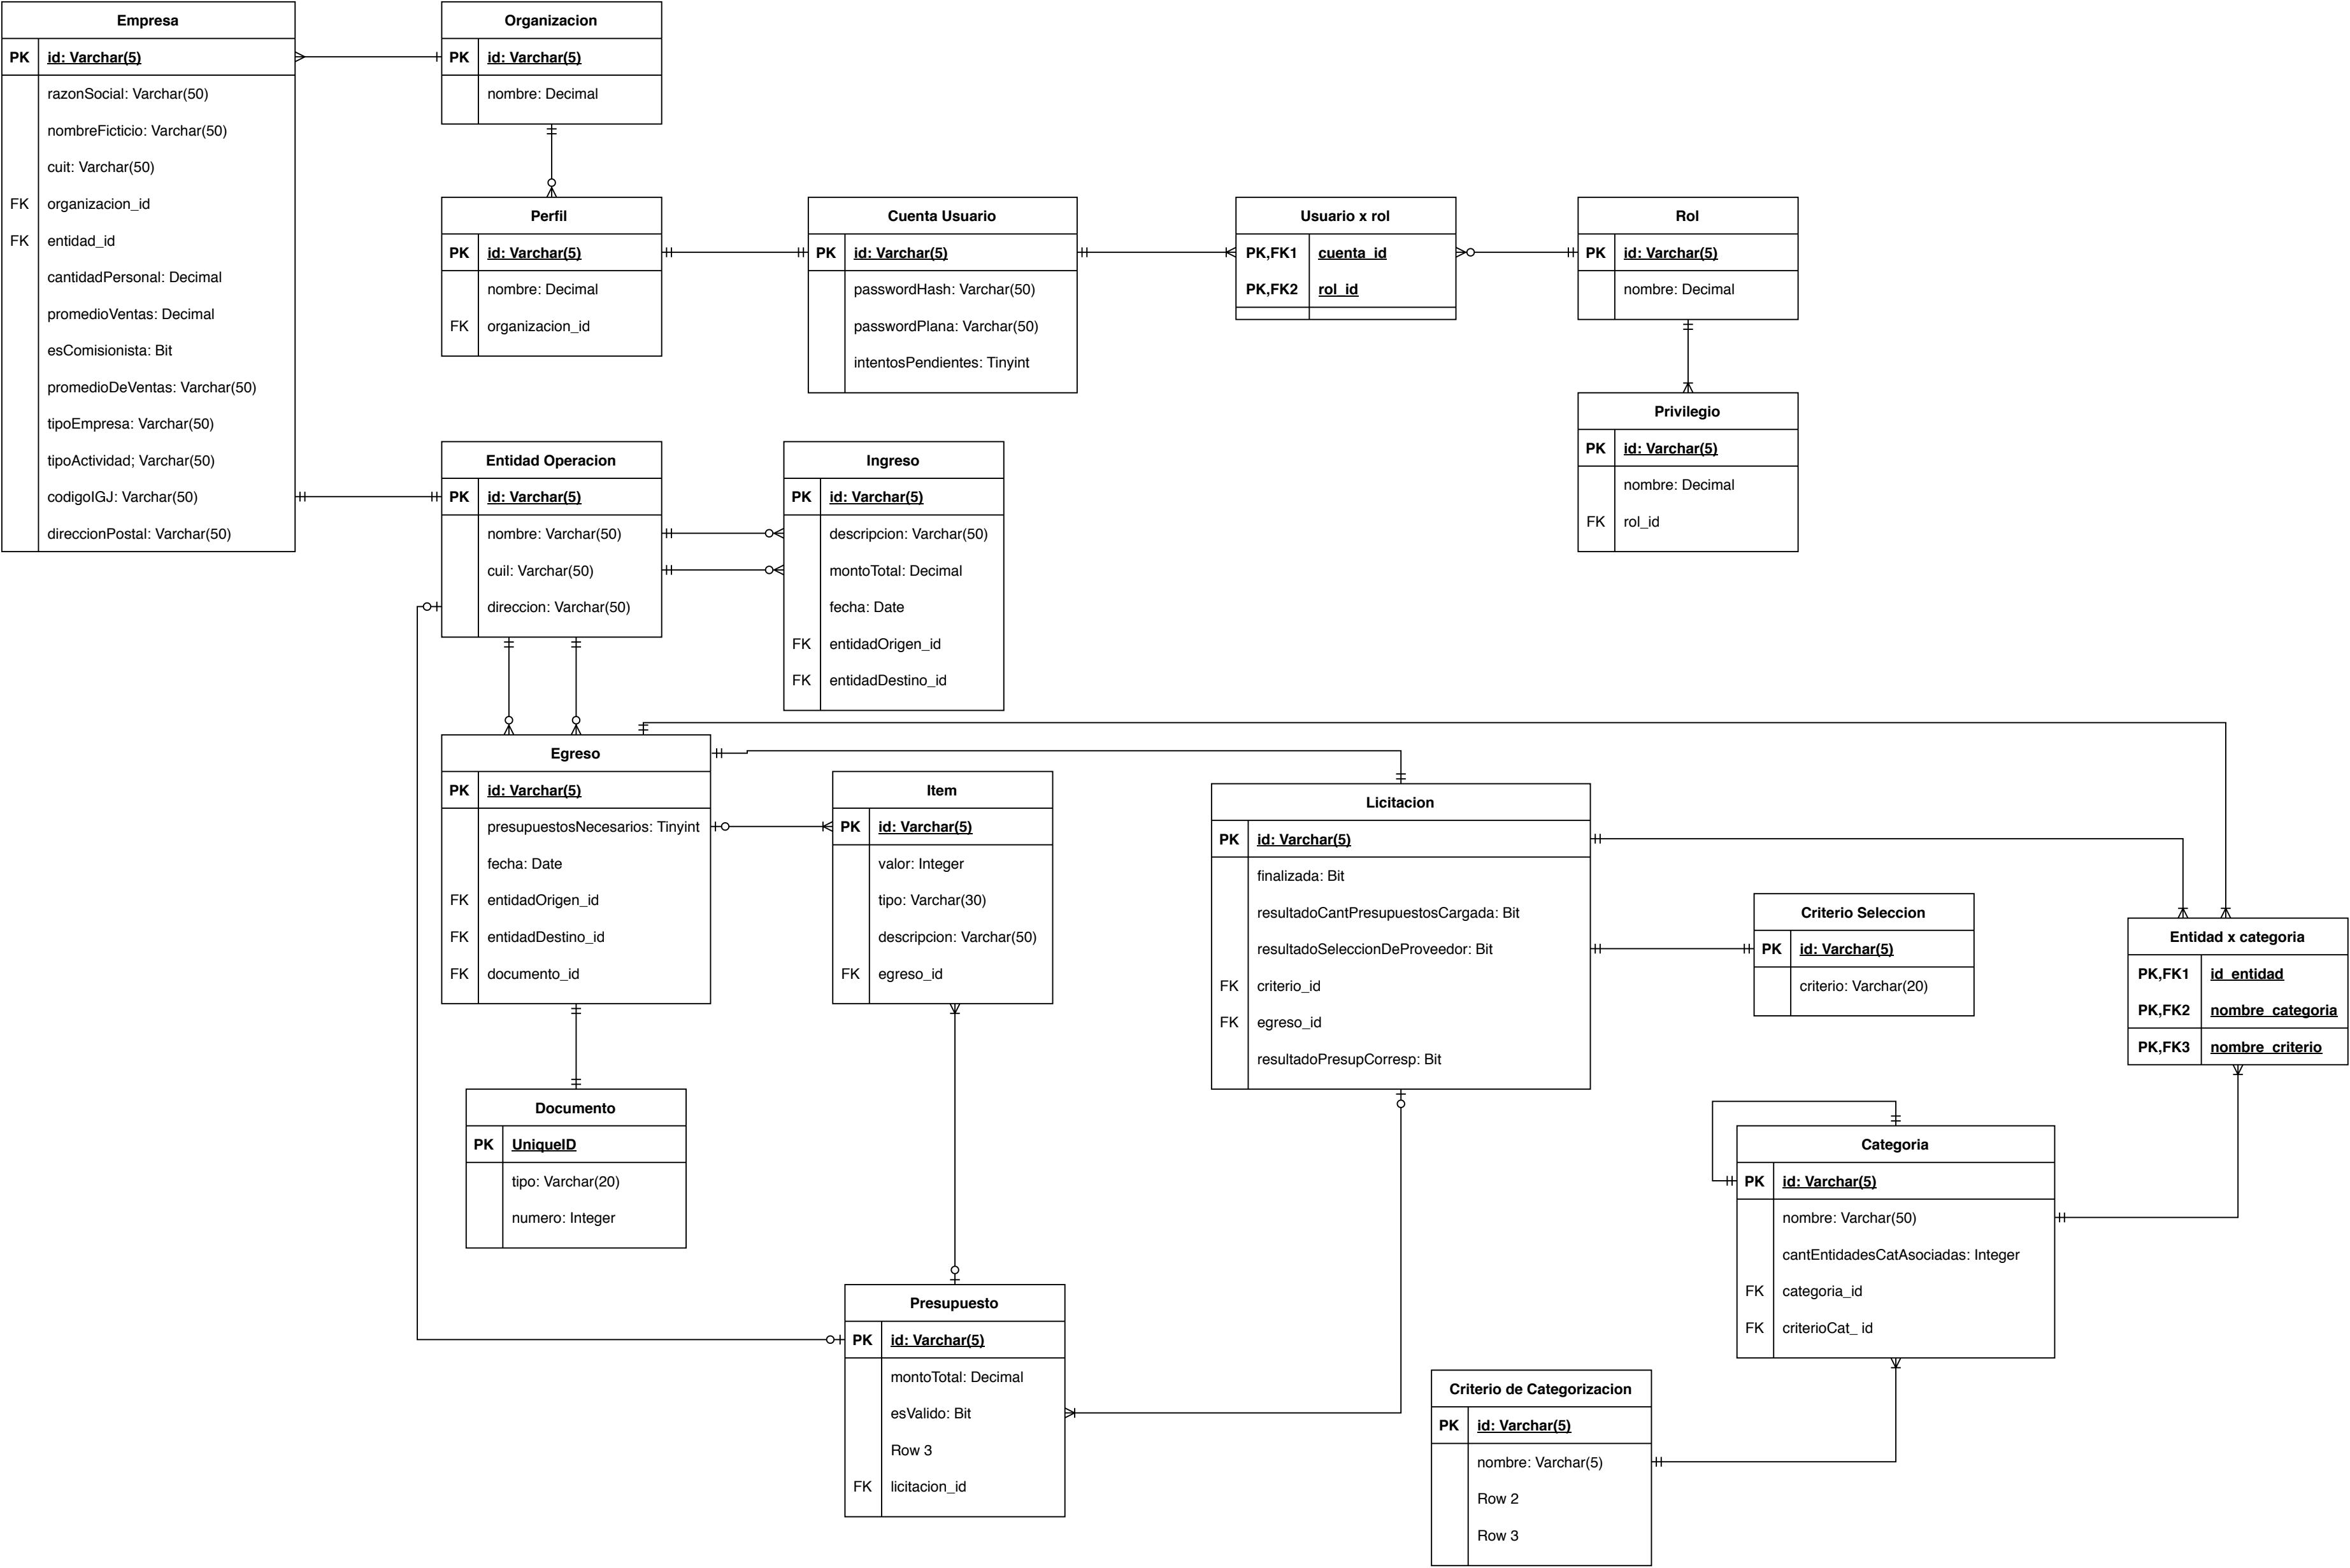 Empresa
PK id: Varchar(5)
razonSocial: Varchar(50)
nombreFicticio: Varchar(50)
cuit: Varchar(50)
FK organizacion_id
FK entidad_id
cantidadPersonal: Decimal
promedioVentas: Decimal
esComisionista: Bit
promedioDeVentas: Varchar(50)
tipoEmpresa: Varchar(50)
tipoActividad; Varchar(50)
codigoIGJ: Varchar(50)
direccionPostal: Varchar(50)
Organizacion
PK id: Varchar(5)
nombre: Decimal
Perfil
PK id: Varchar(5)
nombre: Decimal
FK organizacion_id
Cuenta Usuario
PK id: Varchar(5)
passwordHash: Varchar(50)
passwordPlana: Varchar(50)
intentosPendientes: Tinyint
Usuario x rol
PK,FK1 cuenta_id
PK,FK2 rol_id
Rol
PK id: Varchar(5)
nombre: Decimal
Privilegio
PK id: Varchar(5)
nombre: Decimal
FK rol_id
Entidad Operacion
PK id: Varchar(5)
nombre: Varchar(50)
cuil: Varchar(50)
direccion: Varchar(50)
Ingreso
PK id: Varchar(5)
descripcion: Varchar(50)
montoTotal: Decimal
fecha: Date
FK entidadOrigen_id
FK entidadDestino_id
Egreso
PK id: Varchar(5)
presupuestosNecesarios: Tinyint
fecha: Date
FK entidadOrigen_id
FK entidadDestino_id
FK documento_id
Item
PK id: Varchar(5)
valor: Integer
tipo: Varchar(30)
descripcion: Varchar(50)
FK egreso_id
Licitacion
PK id: Varchar(5)
finalizada: Bit
resultadoCantPresupuestosCargada: Bit
resultadoSeleccionDeProveedor: Bit
FK criterio_id
FK egreso_id
resultadoPresupCorresp: Bit
Criterio Seleccion
PK id: Varchar(5)
criterio: Varchar(20)
Entidad x categoria
PK,FK1 id_entidad
PK,FK2 nombre_categoria
PK,FK3 nombre_criterio
Documento
PK UniqueID
tipo: Varchar(20)
numero: Integer
Categoria
PK id: Varchar(5)
nombre: Varchar(50)
cantEntidadesCatAsociadas: Integer
FK categoria_id
FK criterioCat_ id
Presupuesto
PK id: Varchar(5)
montoTotal: Decimal
esValido: Bit
Row 3
FK licitacion_id
Criterio de Categorizacion
PK id: Varchar(5)
nombre: Varchar(5)
Row 2
Row 3